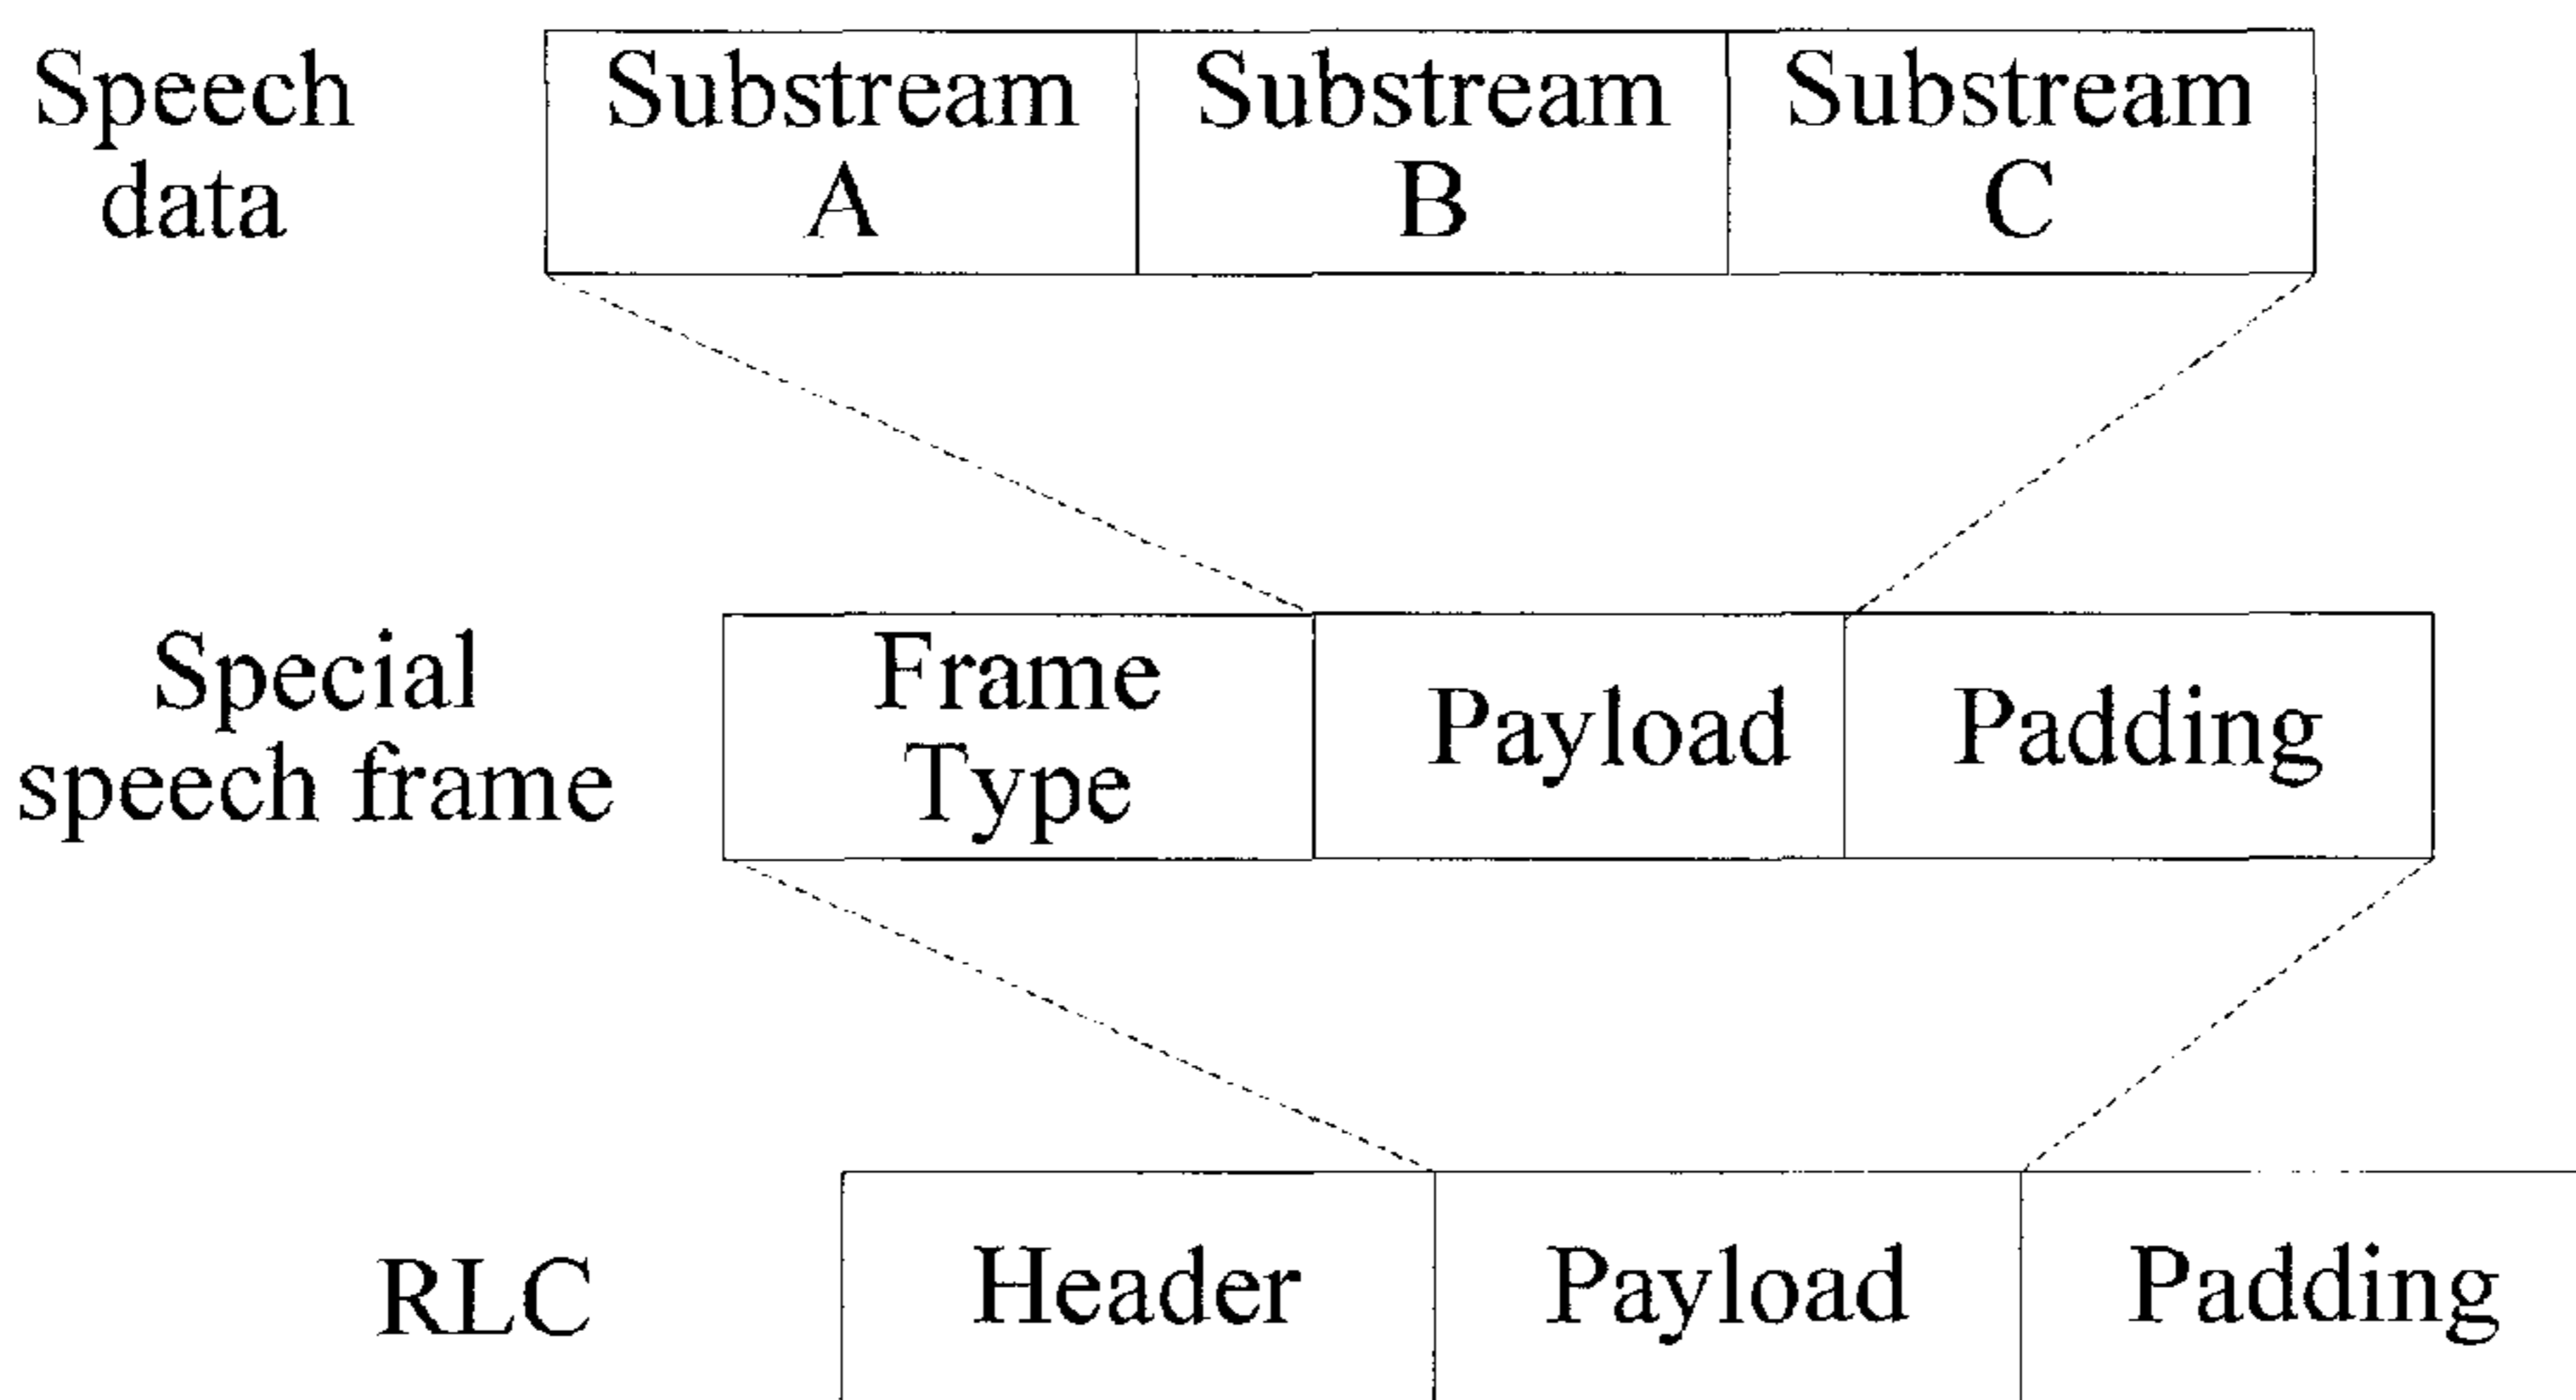 Speech
data
Substream
A
Substream
B
Substream
C
Special
speech frame
Frame
Type
Payload
Padding
RLC
Header
Payload
Padding